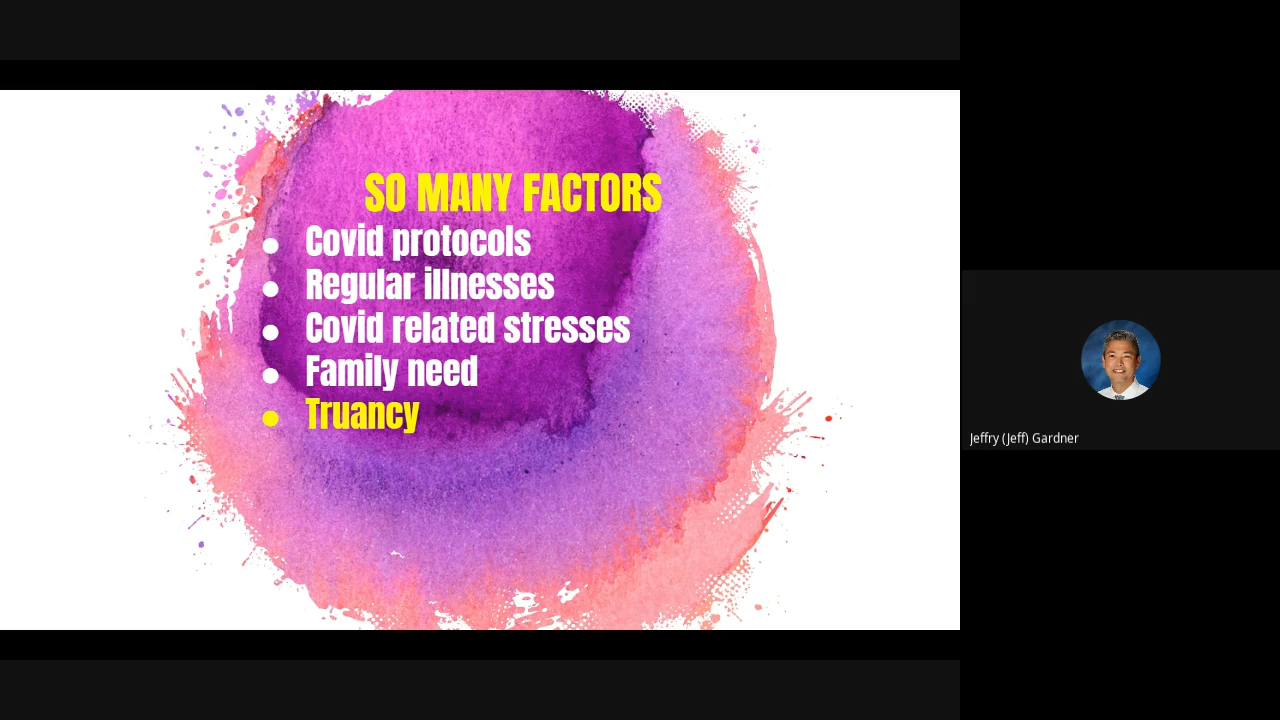 SO MANY FACTORS
● Covid protocols
● Regular illnesses
● Covid related stresses
● Family need
● Truancy
Jeffry (Jeff) Gardner